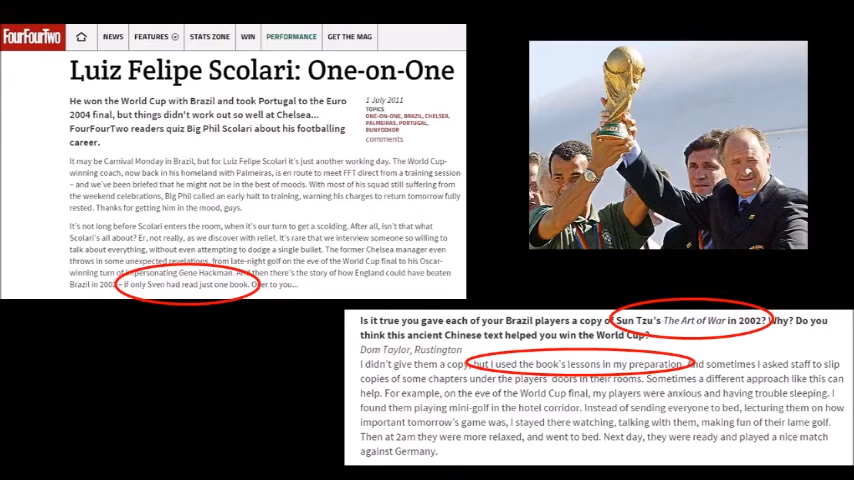 FourFourTwo
NEWS FEATURES STATS ZONE WIN PERFORMANCE GET THE MAG
Luiz Felipe Scolari: One-on-One
He won the World Cup with Brazil and took Portugal to the Euro
2004 final, but things didn't work out so well at Chelsea...
FourFourTwo readers quiz Big Phil Scolari about his footballing
career.
1 July 2011
TOPICS
ONE-ON-ONE, BRAZIL, CHELSEA,
PALMEIRAS, PORTUGAL,
BUNYODKOR
comments
It may be Carnival Monday in Brazil, but for Luiz Felipe Scolari it's just another working day. The World Cup-
winning coach, now back in his homeland with Palmeiras, is en route to meet FFT direct from a training session
– and we've been briefed that he might not be in the best of moods. With most of his squad still suffering from
the weekend celebrations, Big Phil called an early halt to training, warning his charges to return tomorrow fully
rested. Thanks for getting him in the mood, guys.
It's not long before Scolari enters the room, when it's our turn to get a scolding. After all, isn't that what
Scolari's all about? Er, not really, as we discover with relief. It's rare that we interview someone so willing to
talk about everything, without even attempting to dodge a single bullet. The former Chelsea manager even
throws in some unexpected revelations, from late-night golf on the eve of the World Cup final to his Oscar-
winning turn of impersonating Gene Hackman. And then there's the story of how England could have beaten
Brazil in 2002 – if only Sven had read just one book. Over to you...
Is it true you gave each of your Brazil players a copy of Sun Tzu's The Art of War in 2002? Why? Do you
think this ancient Chinese text helped you win the World Cup?
Dom Taylor, Rustington
I didn't give them a copy, but I used the book's lessons in my preparation. And sometimes I asked staff to slip
copies of some chapters under the players' doors in their rooms. Sometimes a different approach like this can
help. For example, on the eve of the World Cup final, my players were anxious and having trouble sleeping. I
found them playing mini-golf in the hotel corridor. Instead of sending everyone to bed, lecturing them on how
important tomorrow's game was, I stayed there watching, talking with them, making fun of their lame golf.
Then at 2am they were more relaxed, and went to bed. Next day, they were ready and played a nice match
against Germany.